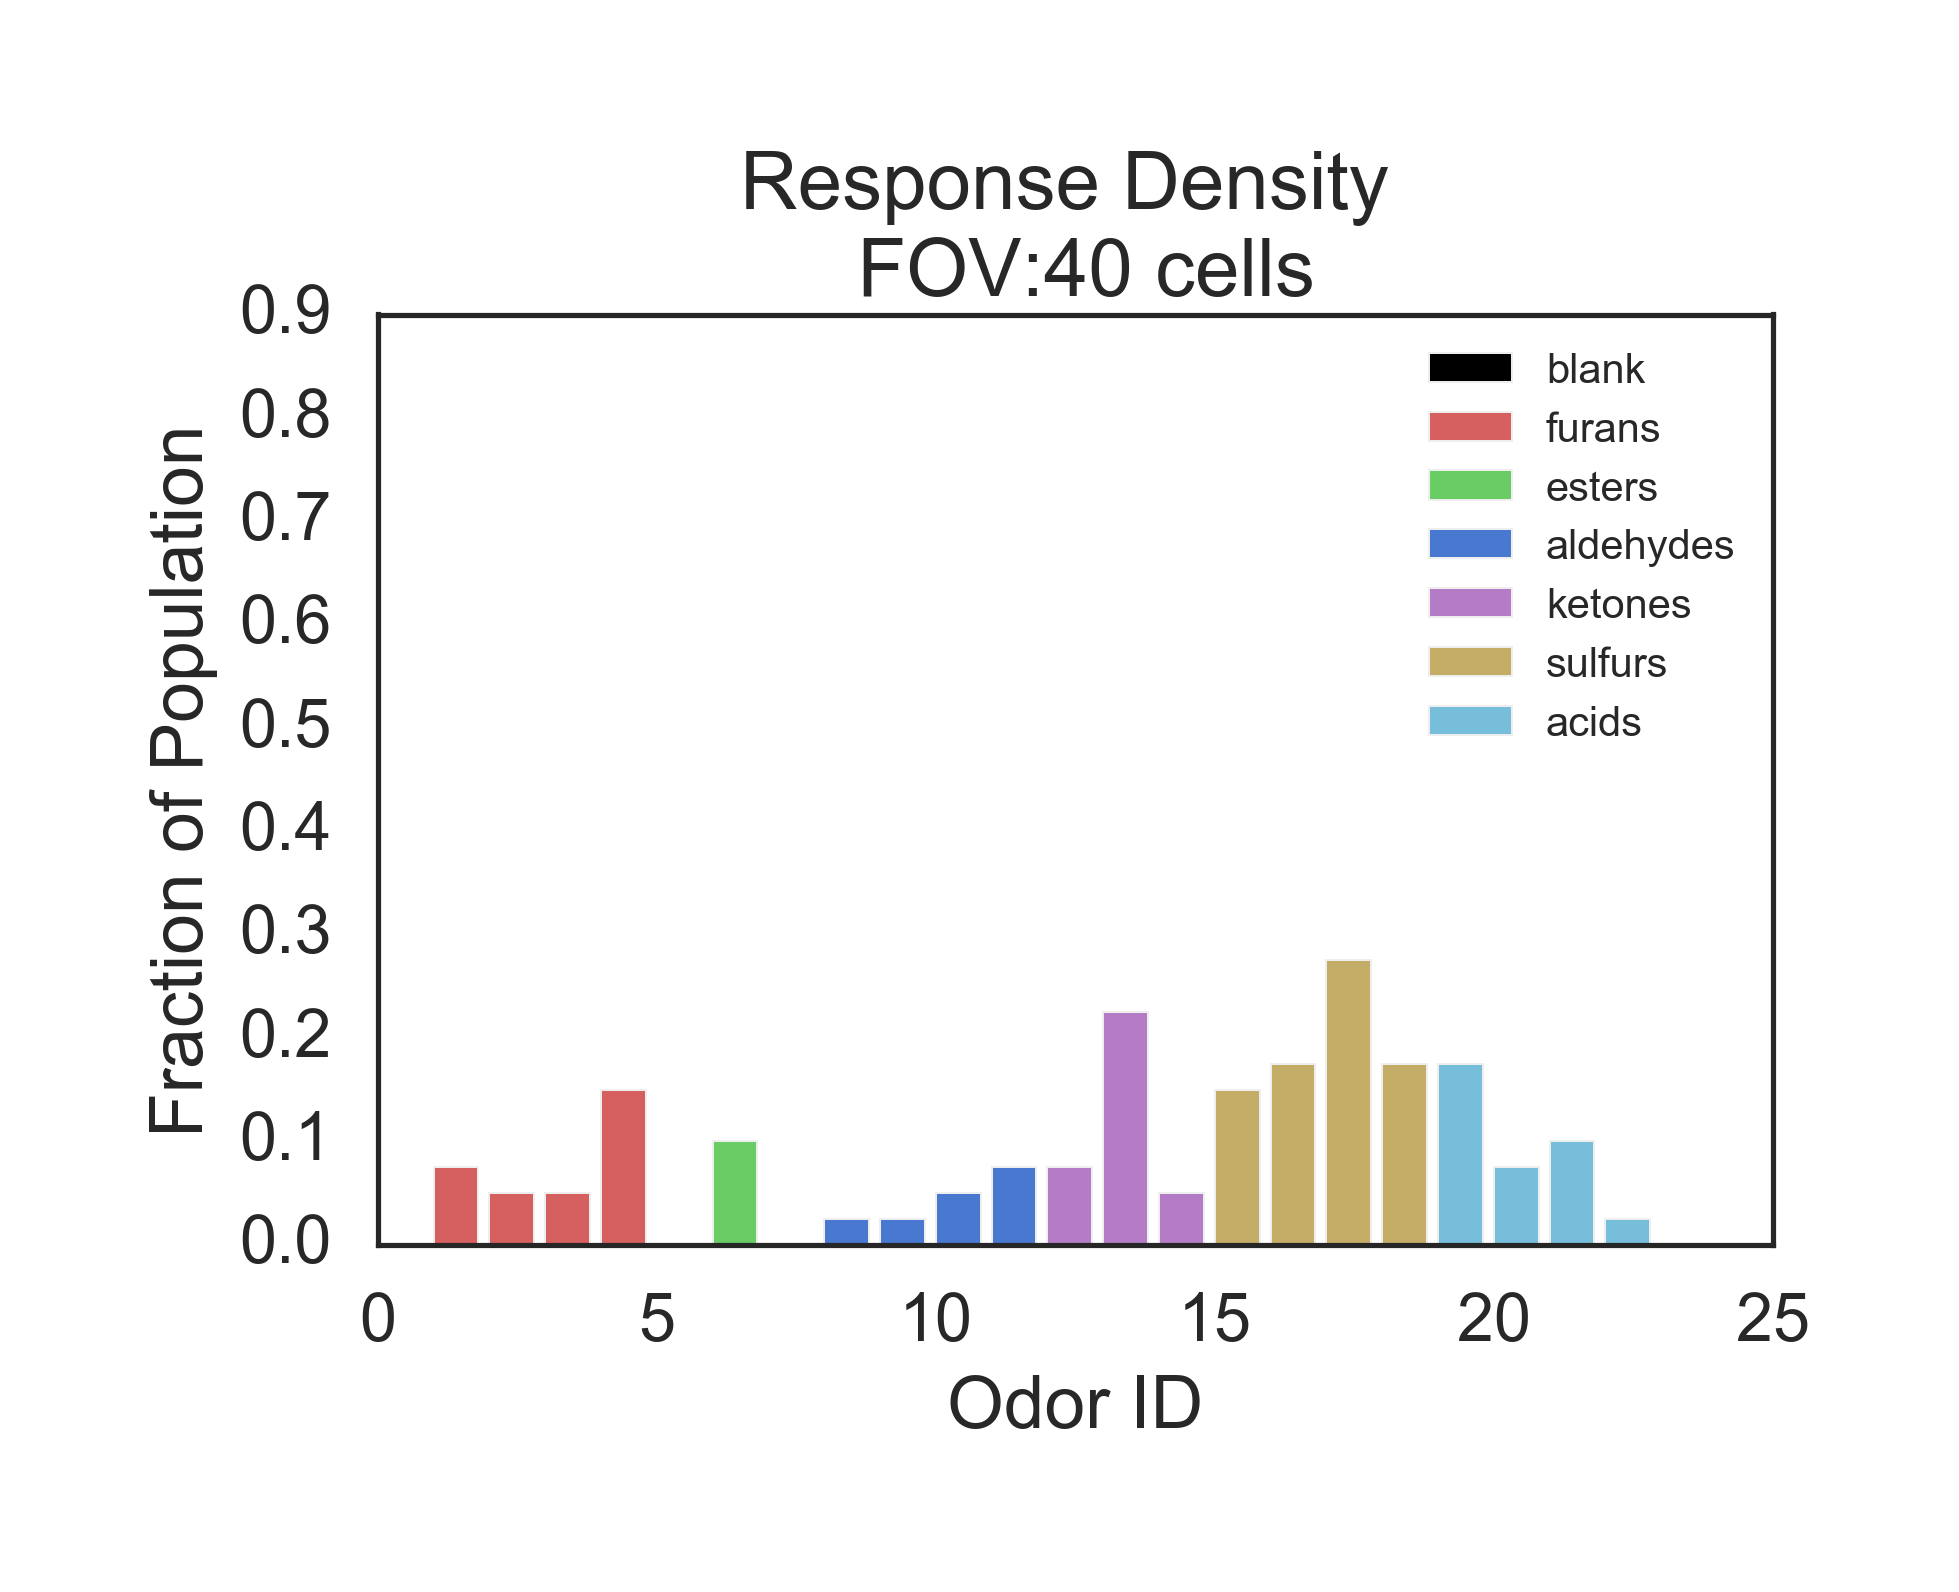 Response Density
FOV:40 cells
0.9
0.8
0.7
0.6
0.5
0.4
0.3
0.2
0.1
0.0
Fraction of Population
blank
furans
esters
aldehydes
ketones
sulfurs
acids
0 5 10 15 20 25
Odor ID